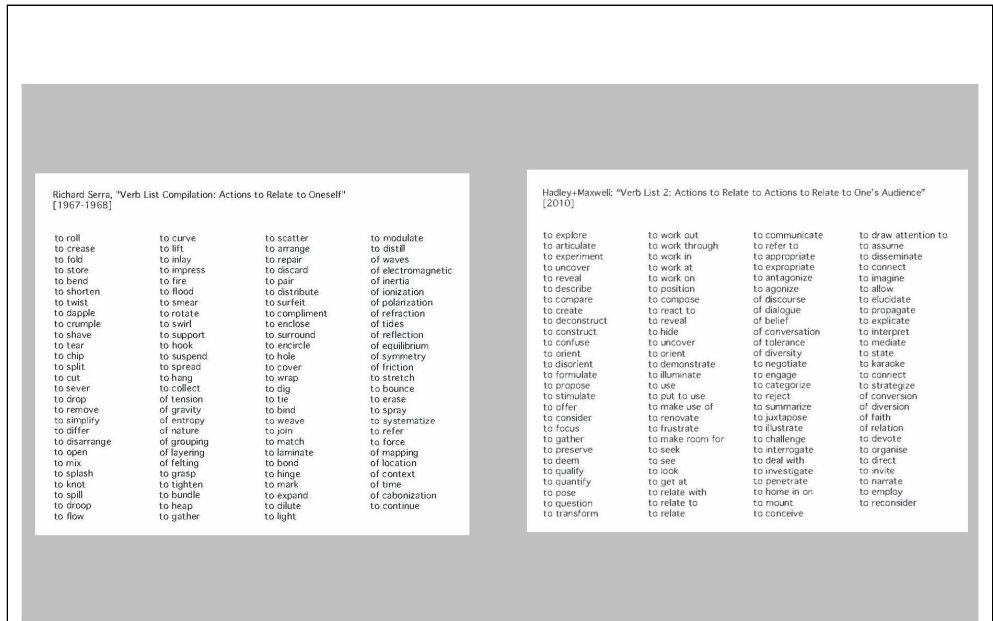 Richard Serra, "Verb List Compilation: Actions to Relate to Oneself"
[1967-1968]
to roll
to crease
to fold
to store
to bend
to shorten
to twist
to dapple
to crumple
to shave
to tear
to chip
to split
to cut
to sever
to drop
to remove
to simplify
to differ
to disarrange
to open
to mix
to splash
to knot
to spill
to droop
to flow
to curve
to lift
to inlay
to impress
to fire
to flood
to smear
to rotate
to swirl
to support
to hook
to suspend
to spread
to hang
to collect
of tension
of gravity
of entropy
of nature
of grouping
of layering
of felting
to grasp
to tighten
to bundle
to heap
to gather
to scatter
to arrange
to repair
to discard
to pair
to distribute
to surfeit
to compliment
to enclose
to surround
to encircle
to hole
to cover
to wrap
to dig
to tie
to bind
to weave
to join
to match
to laminate
to bond
to hinge
to mark
to expand
to dilute
to light
to modulate
to distill
of waves
of electromagnetic
of inertia
of ionization
of polarization
of refraction
of tides
of reflection
of equilibrium
of symmetry
of friction
to stretch
to bounce
to erase
to spray
to systematize
to refer
to force
of mapping
of location
of context
of time
of cabonization
to continue
Hadley+Maxwell: "Verb List 2: Actions to Relate to Actions to Relate to One's Audience"
[2010]
to explore
to articulate
to experiment
to uncover
to reveal
to describe
to compare
to create
to deconstruct
to construct
to confuse
to orient
to disorient
to formulate
to propose
to stimulate
to offer
to consider
to focus
to gather
to preserve
to deem
to qualify
to quantify
to pose
to question
to transform
to work out
to work through
to work in
to work at
to work on
to position
to compose
to react to
to reveal
to hide
to uncover
to orient
to demonstrate
to illuminate
to use
to put to use
to make use of
to renovate
to frustrate
to make room for
to seek
to see
to look
to get at
to relate with
to relate to
to relate
to communicate
to refer to
to appropriate
to expropriate
to antagonize
to agonize
of discourse
of dialogue
of belief
of conversation
of tolerance
of diversity
to negotiate
to engage
to categorize
to reject
to summarize
to juxtapose
to illustrate
to challenge
to interrogate
to deal with
to investigate
to penetrate
to home in on
to mount
to conceive
to draw attention to
to assume
to disseminate
to connect
to imagine
to allow
to elucidate
to propagate
to explicate
to interpret
to mediate
to state
to karaoke
to connect
to strategize
of conversion
of diversion
of faith
of relation
to devote
to organise
to direct
to invite
to narrate
to employ
to reconsider